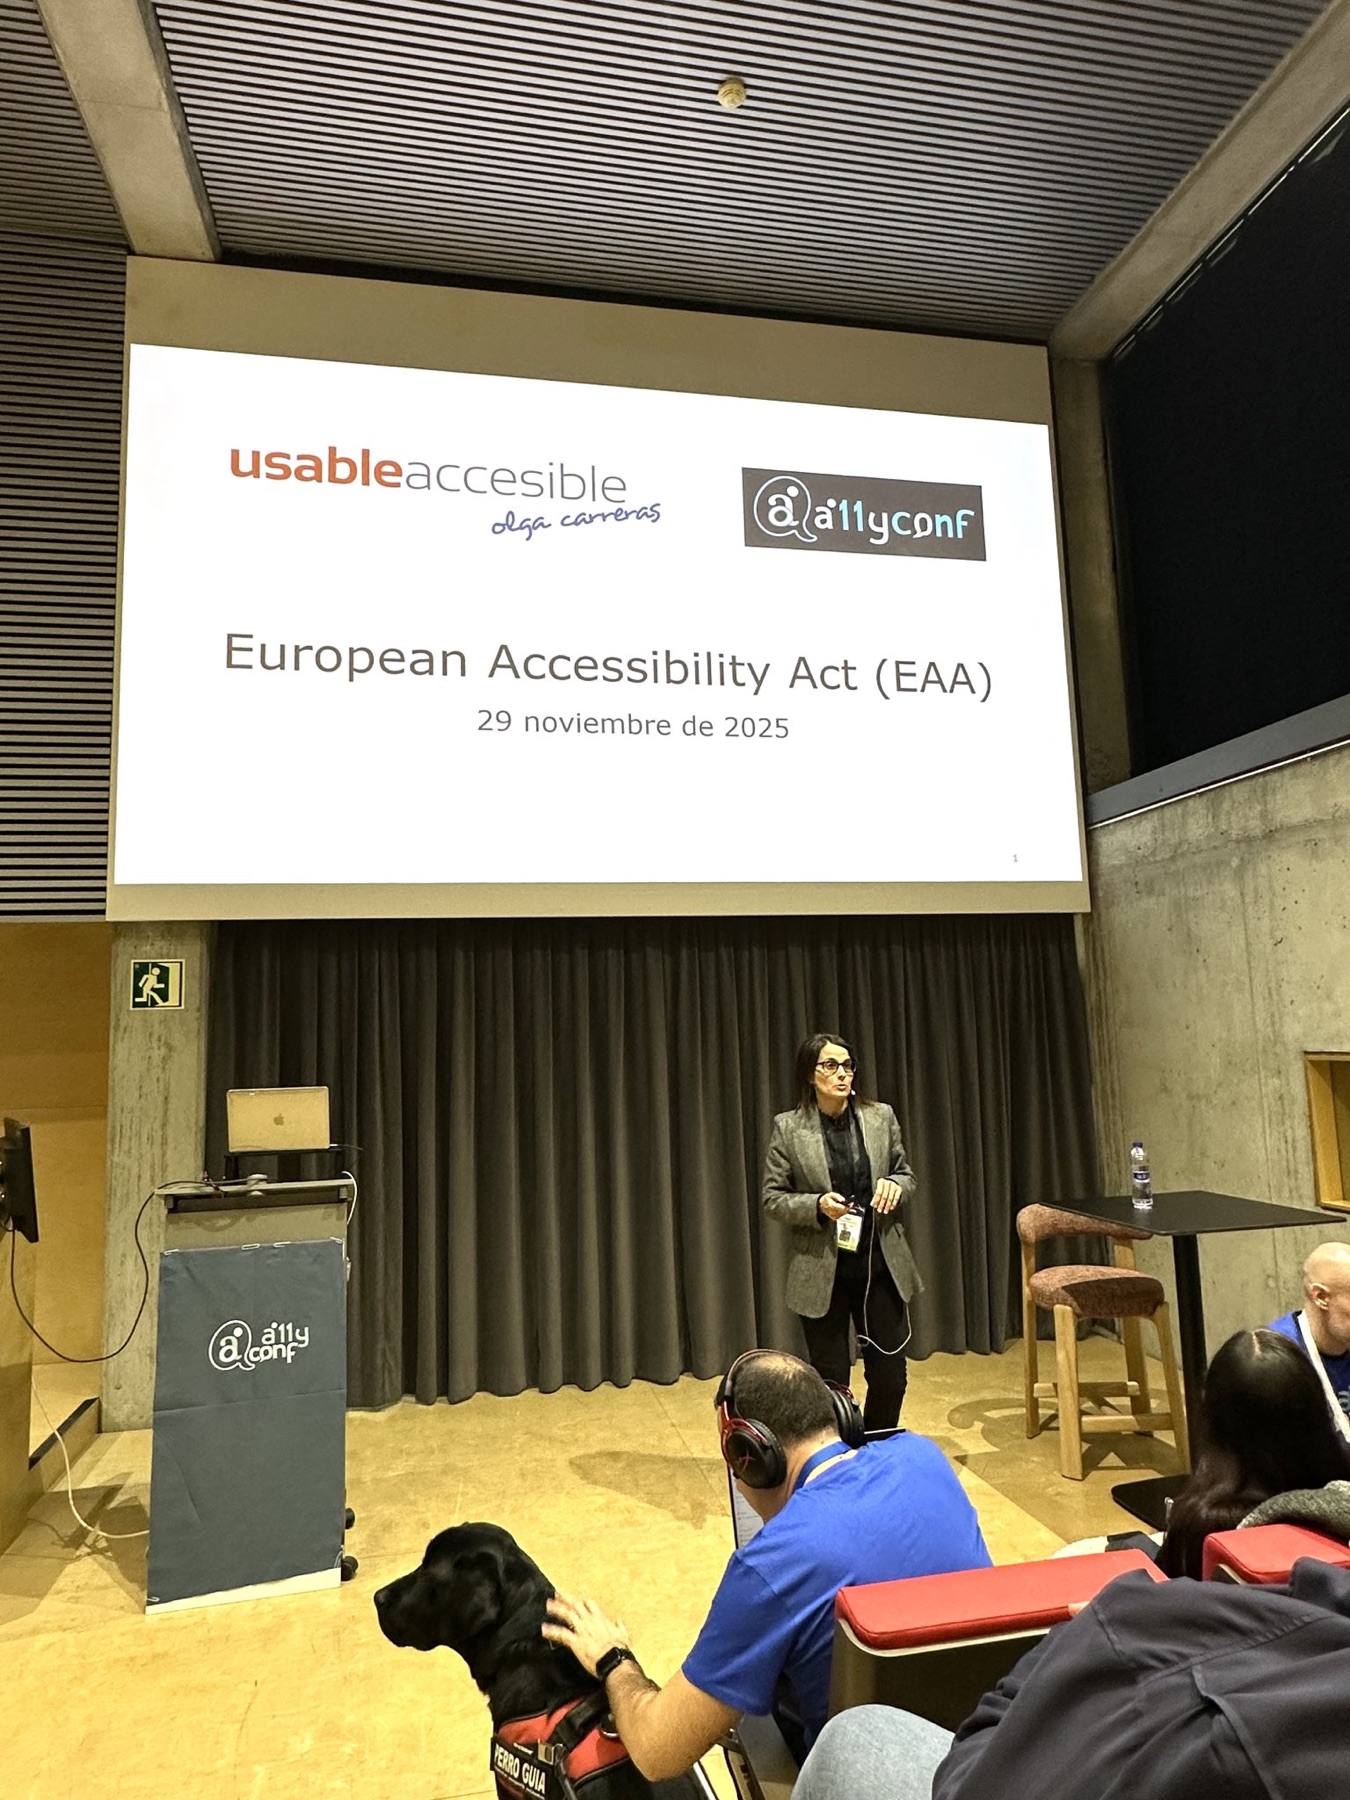 usableaccesible
olga carreras
a a11yconf
European Accessibility Act (EAA)
29 noviembre de 2025
1
a a11y
conf
PERRO GUIA